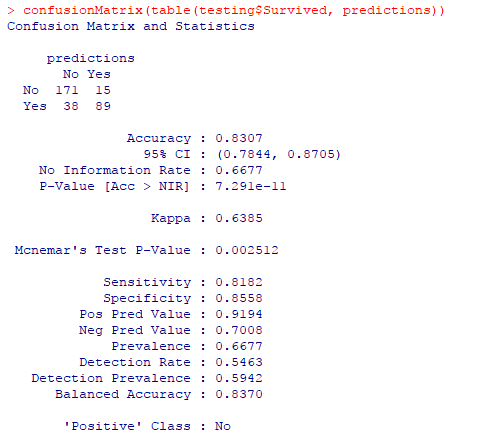 > confusionMatrix(table(testing$Survived, predictions))
Confusion Matrix and Statistics
predictions
No Yes
No 171 15
Yes 38 89
Accuracy : 0.8307
95% CI : (0.7844, 0.8705)
No Information Rate : 0.6677
P-Value [Acc > NIR] : 7.291e-11
Kappa : 0.6385
Mcnemar's Test P-Value : 0.002512
Sensitivity : 0.8182
Specificity : 0.8558
Pos Pred Value : 0.9194
Neg Pred Value : 0.7008
Prevalence : 0.6677
Detection Rate : 0.5463
Detection Prevalence : 0.5942
Balanced Accuracy : 0.8370
'Positive' Class : No